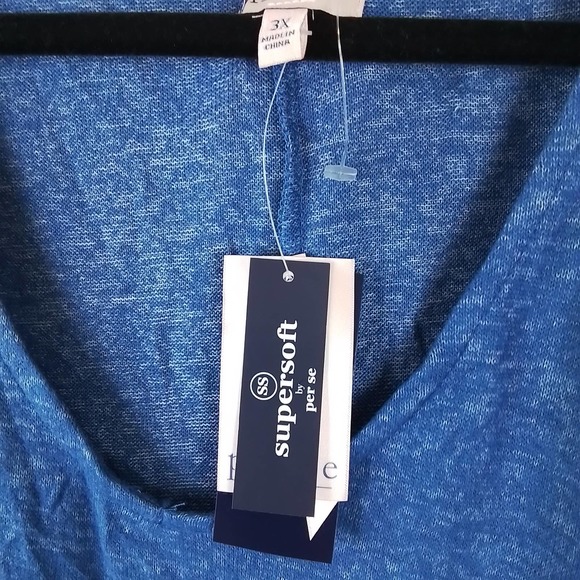 3X
MADE IN
CHINA
SS
supersoft
by
per se